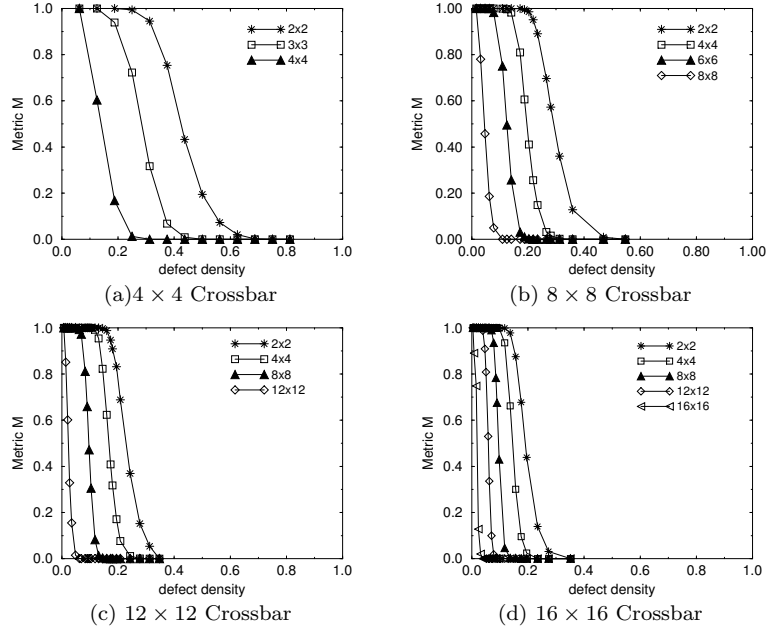 1.0
0.8
0.6
0.4
0.2
0.0
Metric M
0.0 0.2 0.4 0.6 0.8 1.0
defect density
2x2
3x3
4x4
(a)4 × 4 Crossbar
1.00
0.80
0.60
0.40
0.20
0.00
Metric M
0.00 0.20 0.40 0.60 0.80 1.00
defect density
2x2
4x4
6x6
8x8
(b) 8 × 8 Crossbar
1.0
0.8
0.6
0.4
0.2
0.0
Metric M
0.0 0.2 0.4 0.6 0.8 1.0
defect density
2x2
4x4
8x8
12x12
(c) 12 × 12 Crossbar
1.0
0.8
0.6
0.4
0.2
0.0
Metric M
0.0 0.2 0.4 0.6 0.8 1.0
defect density
2x2
4x4
8x8
12x12
16x16
(d) 16 × 16 Crossbar